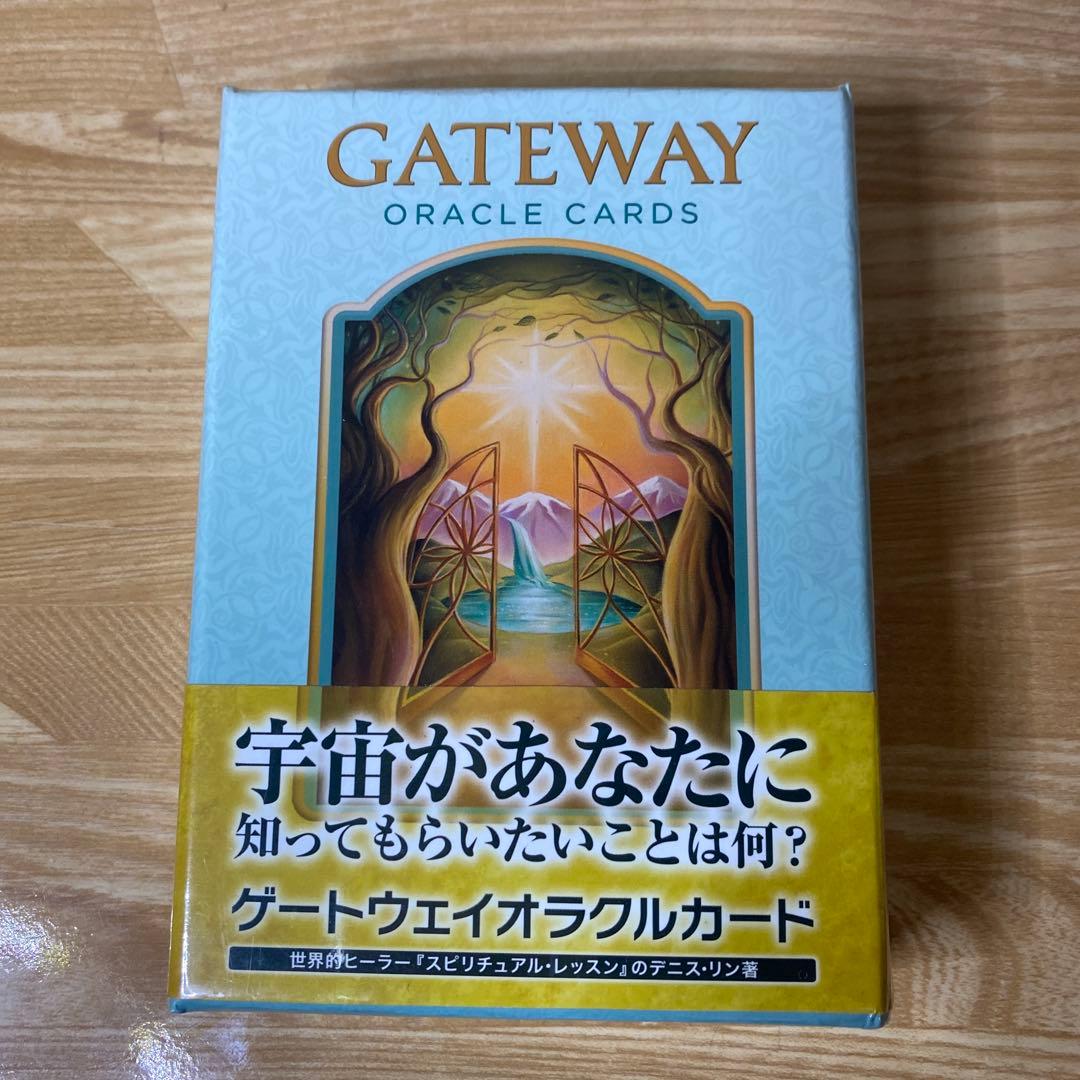 GATEWAY
ORACLE CARDS
宇宙があなたに
知ってもらいたいことは何?
ゲートウェイオラクルカード
世界的ヒーラー『スピリチュアル・レッスン』のデニス・リン著